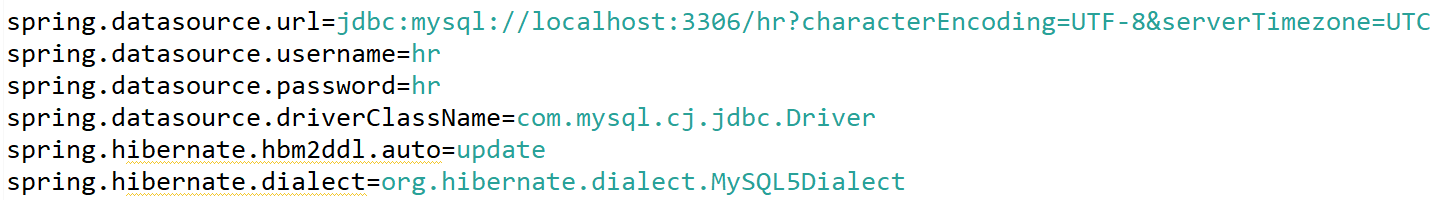 spring.datasource.url=jdbc:mysql://localhost:3306/hr?characterEncoding=UTF-8&serverTimezone=UTC
spring.datasource.username=hr
spring.datasource.password=hr
spring.datasource.driverClassName=com.mysql.cj.jdbc.Driver
spring.hibernate.hbm2ddl.auto=update
spring.hibernate.dialect=org.hibernate.dialect.MySQL5Dialect